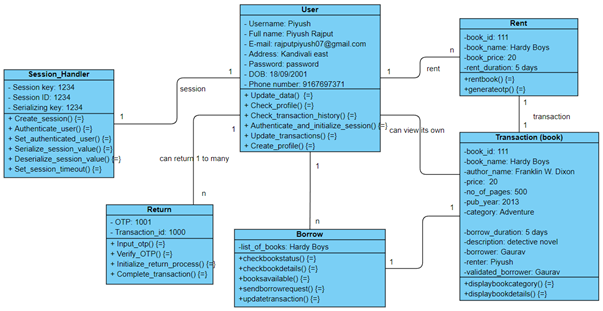 User
- Username: Piyush
- Full name: Piyush Rajput
- E-mail: rajputpiyush07@gmail.com
- Address: Kandivali east
- Password: password
- DOB: 18/09/2001
- Phone number: 9167697371
+ Update_data() {=}
+ Check_profile() {=}
+ Check_transaction_history() {=}
+ Authenticate_and_initialize_session() {=}
+ Update_transactions() {=}
+ Create_profile() {=}
Rent
-book_id: 111
-book_name: Hardy Boys
-book_price: 20
-rent_duration: 5 days
+rentbook() {=}
+generateotp() {=}
Session_Handler
- Session key: 1234
- Session ID: 1234
- Serializing key: 1234
+ Create_session() {=}
+ Authenticate_user() {=}
+ Set_authenticated_user() {=}
+ Serialize_session_value() {=}
+ Deserialize_session_value() {=}
+ Set_session_timeout() {=}
session
1
1
1
n
rent
1
1
transaction
can view its own
1
can return 1 to many
n
1
n
1
1
Transaction (book)
-book_id: 111
-book_name: Hardy Boys
-author_name: Franklin W. Dixon
-price: 20
-no_of_pages: 500
-pub_year: 2013
-category: Adventure
-borrow_duration: 5 days
-description: detective novel
-borrower: Gaurav
-renter: Piyush
-validated_borrower: Gaurav
+displaybookcategory() {=}
+displaybookdetails() {=}
Return
- OTP: 1001
- Transaction_id: 1000
+ Input_otp() {=}
+ Verify_OTP() {=}
+ Initialize_return_process() {=}
+ Complete_transaction() {=}
Borrow
-list_of_books: Hardy Boys
+checkbookstatus() {=}
+checkbookdetails() {=}
+booksavailable() {=}
+sendborrowrequest() {=}
+updatetransaction() {=}